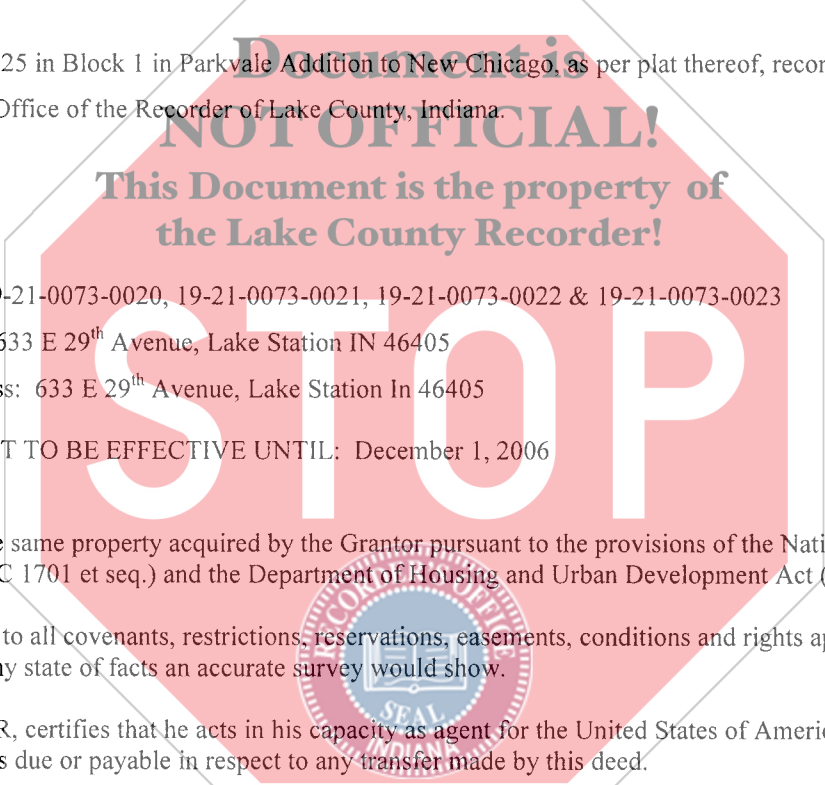 Document is
25 in Block 1 in Parkvale Addition to New Chicago, as per plat thereof, recor
Office of the Recorder of Lake County, Indiana.
NOT OFFICIAL!
This Document is the property of
the Lake County Recorder!
-21-0073-0020, 19-21-0073-0021, 19-21-0073-0022 & 19-21-0073-0023
633 E 29th Avenue, Lake Station IN 46405
ss: 633 E 29th Avenue, Lake Station In 46405
STOP
T TO BE EFFECTIVE UNTIL: December 1, 2006
e same property acquired by the Grantor pursuant to the provisions of the Nati
C 1701 et seq.) and the Department of Housing and Urban Development Act (
to all covenants, restrictions, reservations, easements, conditions and rights ap
ny state of facts an accurate survey would show.
R, certifies that he acts in his capacity as agent for the United States of Americ
s due or payable in respect to any transfer made by this deed.
RECORDER'S OFFICE
SEAL
INDIANA